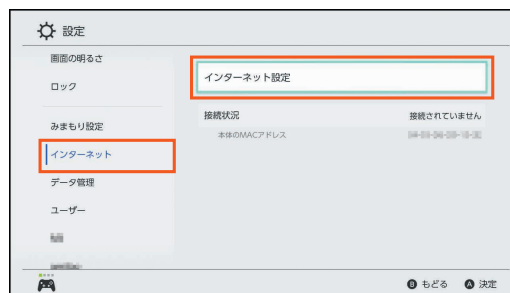 設定
画面の明るさ
ロック
みまもり設定
インターネット
データ管理
ユーザー
インターネット設定
接続状況 接続されていません
本体のMACアドレス
B もどる A 決定